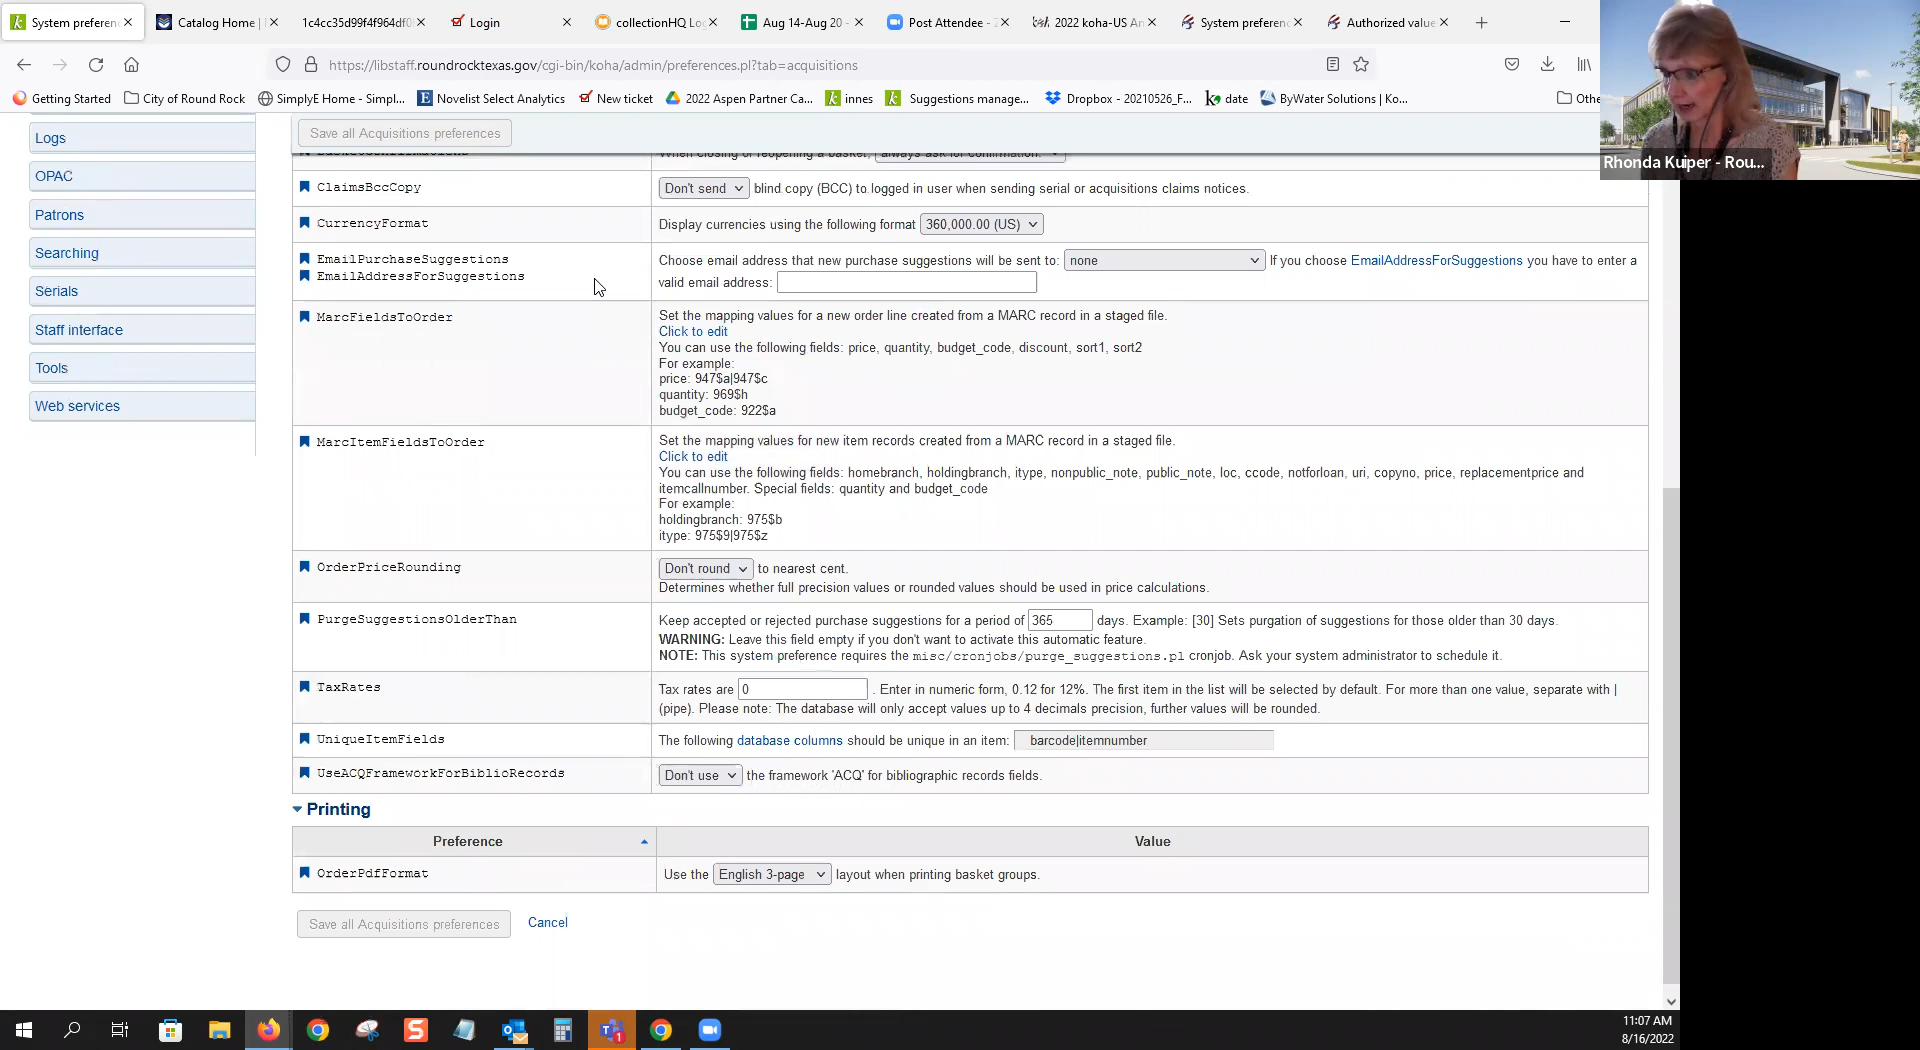 System preferenc
Catalog Home |
1c4cc35d99f4f964df0
Login
collectionHQ Lo
Aug 14-Aug 20 -
Post Attendee - Z
2022 koha-US An
System preferenc
Authorized value
https://libstaff.roundrocktexas.gov/cgi-bin/koha/admin/preferences.pl?tab=acquisitions
Getting Started
City of Round Rock
SimplyE Home - Simpl...
Novelist Select Analytics
New ticket
2022 Aspen Partner Ca...
innes
Suggestions manage...
Dropbox - 20210526_F...
date
ByWater Solutions | Ko...
Othe
Rhonda Kuiper - Rou...
Logs
OPAC
Patrons
Searching
Serials
Staff interface
Tools
Web services
Save all Acquisitions preferences
When closing or reopening a basket, always ask for confirmation.
ClaimsBccCopy
Don't send blind copy (BCC) to logged in user when sending serial or acquisitions claims notices.
CurrencyFormat
Display currencies using the following format 360,000.00 (US)
EmailPurchaseSuggestions
EmailAddressForSuggestions
Choose email address that new purchase suggestions will be sent to: none If you choose EmailAddressForSuggestions you have to enter a
valid email address:
MarcFieldsToOrder
Set the mapping values for a new order line created from a MARC record in a staged file.
Click to edit
You can use the following fields: price, quantity, budget_code, discount, sort1, sort2
For example:
price: 947$a|947$c
quantity: 969$h
budget_code: 922$a
MarcItemFieldsToOrder
Set the mapping values for new item records created from a MARC record in a staged file.
Click to edit
You can use the following fields: homebranch, holdingbranch, itype, nonpublic_note, public_note, loc, ccode, notforloan, uri, copyno, price, replacementprice and
itemcallnumber. Special fields: quantity and budget_code
For example:
holdingbranch: 975$b
itype: 975$9|975$z
OrderPriceRounding
Don't round to nearest cent.
Determines whether full precision values or rounded values should be used in price calculations.
PurgeSuggestionsOlderThan
Keep accepted or rejected purchase suggestions for a period of 365 days. Example: [30] Sets purgation of suggestions for those older than 30 days.
WARNING: Leave this field empty if you don't want to activate this automatic feature.
NOTE: This system preference requires the misc/cronjobs/purge_suggestions.pl cronjob. Ask your system administrator to schedule it.
TaxRates
Tax rates are 0 . Enter in numeric form, 0.12 for 12%. The first item in the list will be selected by default. For more than one value, separate with |
(pipe). Please note: The database will only accept values up to 4 decimals precision, further values will be rounded.
UniqueItemFields
The following database columns should be unique in an item: barcode|itemnumber
UseACQFrameworkForBiblioRecords
Don't use the framework 'ACQ' for bibliographic records fields.
Printing
Preference
Value
OrderPdfFormat
Use the English 3-page layout when printing basket groups.
Save all Acquisitions preferences
Cancel
11:07 AM
8/16/2022